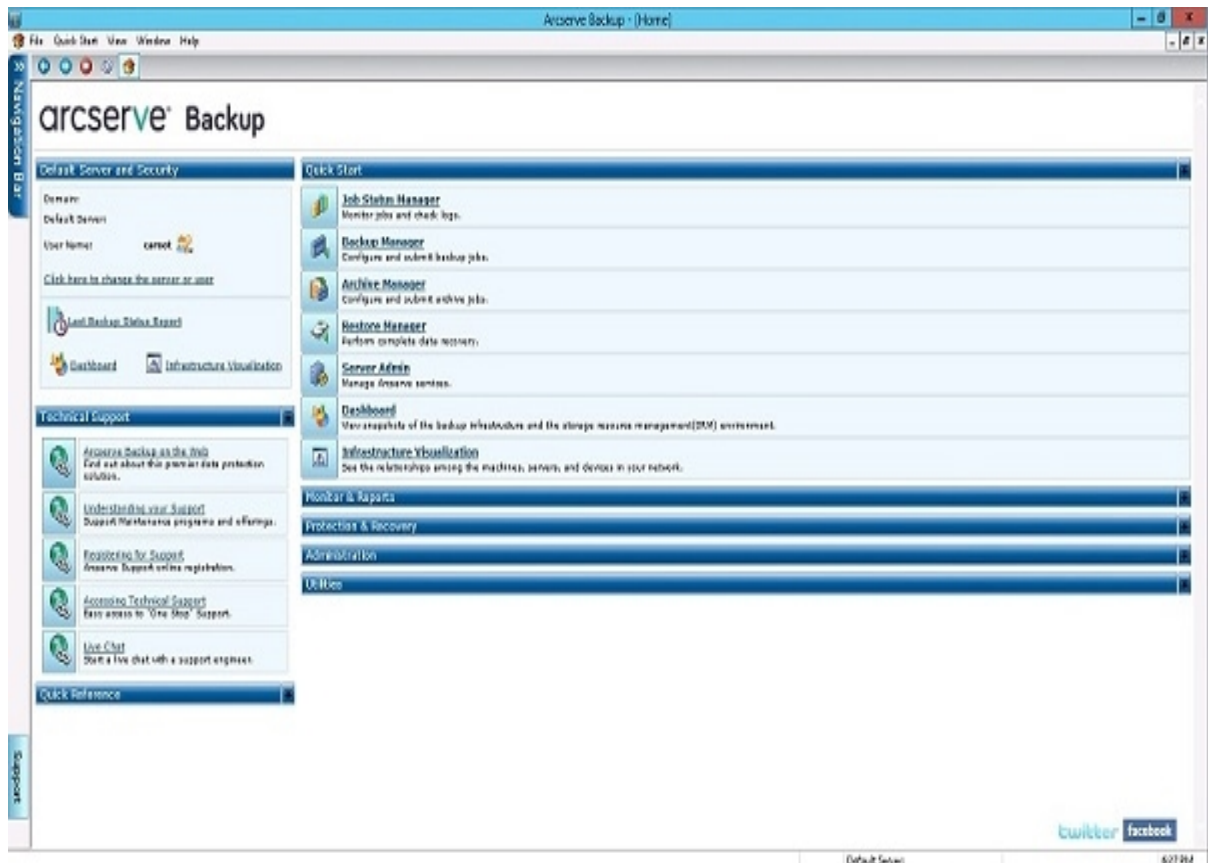 Arcserve Backup - [Home]
File Quick Start View Window Help
Navigation Bar
arcserve® Backup
Default Server and Security
Domain:
Default Server:
User Name: carroot
Click here to change the server or user
Last Backup Status Report
Dashboard Infrastructure Visualization
Technical Support
Arcserve Backup on the Web
Find out about this premier data protection
solution.
Understanding your Support
Support Maintenance programs and offerings.
Registering for Support
Arcserve Support online registration.
Accessing Technical Support
Easy access to "One Stop" Support.
Live Chat
Start a live chat with a support engineer.
Quick Reference
Quick Start
Job Status Manager
Monitor jobs and check logs.
Backup Manager
Configure and submit backup jobs.
Archive Manager
Configure and submit archive jobs.
Restore Manager
Perform complete data recovery.
Server Admin
Manage Arcserve services.
Dashboard
View snapshots of the backup infrastructure and the storage resource management(SRM) environment.
Infrastructure Visualization
See the relationships among the machines, servers, and devices in your network.
Monitor & Reports
Protection & Recovery
Administration
Utilities
Support
twitter facebook
Default Server: 6:27 PM